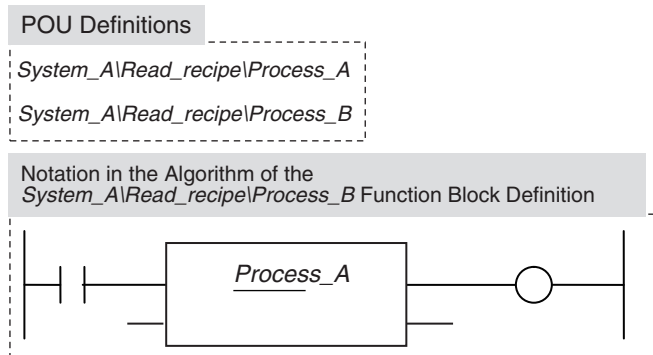 POU Definitions
System_A\Read_recipe\Process_A
System_A\Read_recipe\Process_B
Notation in the Algorithm of the
System_A\Read_recipe\Process_B Function Block Definition
Process_A